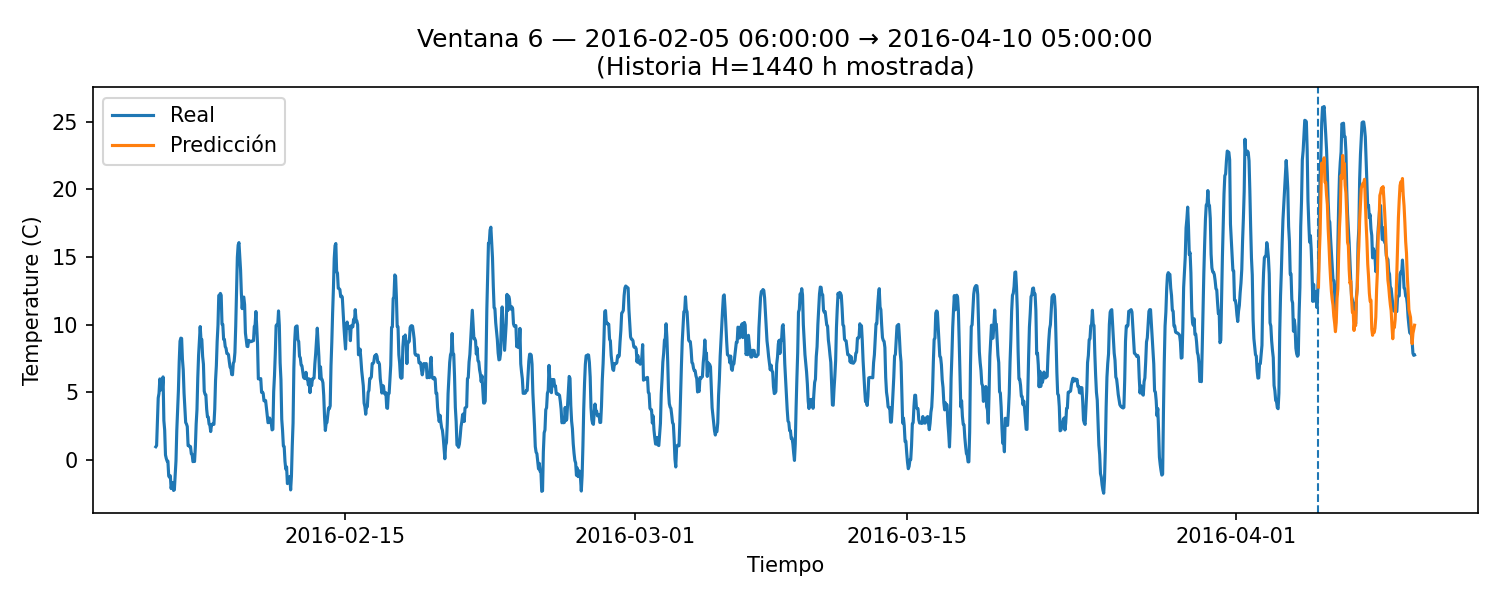 Ventana 6 — 2016-02-05 06:00:00 → 2016-04-10 05:00:00
(Historia H=1440 h mostrada)
Real
Predicción
Temperature (C)
25
20
15
10
5
0
2016-02-15
2016-03-01
2016-03-15
2016-04-01
Tiempo